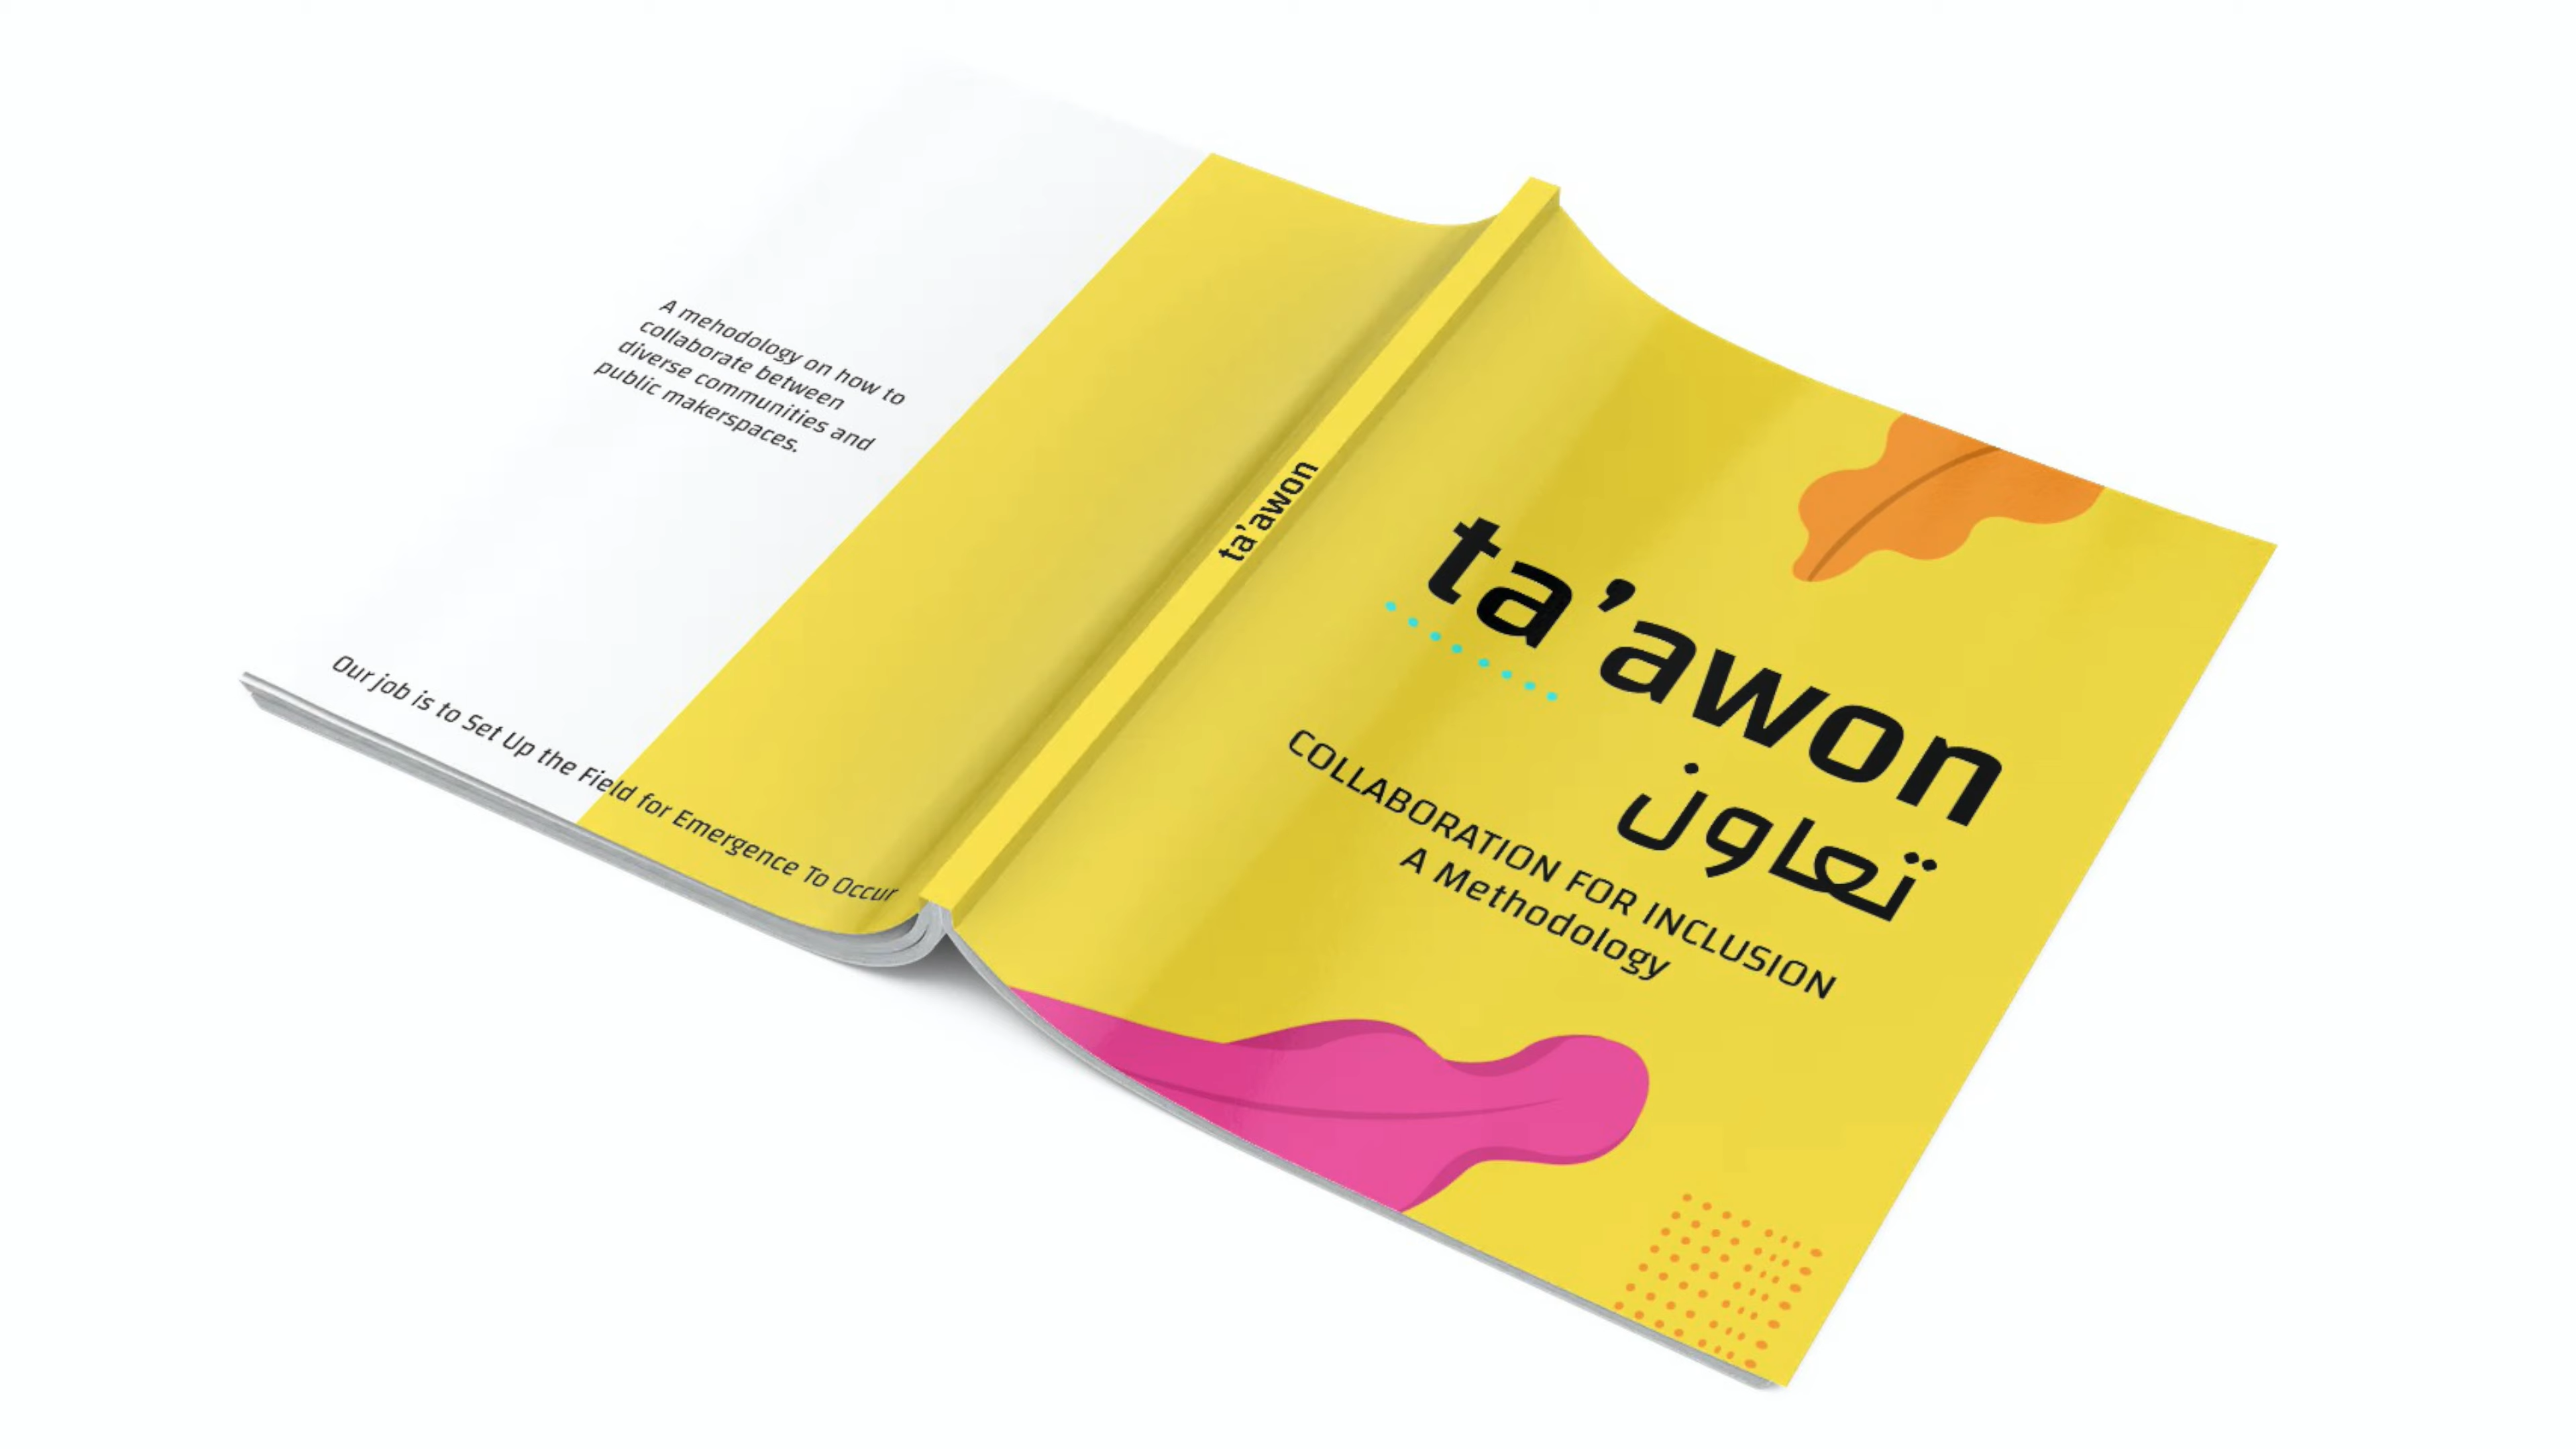 A mehodology on how to
collaborate between
diverse communities and
public makerspaces.
Our job is to Set Up the Field for Emergence To Occur
ta'awon
ta'awon
تعاون
COLLABORATION FOR INCLUSION
A Methodology